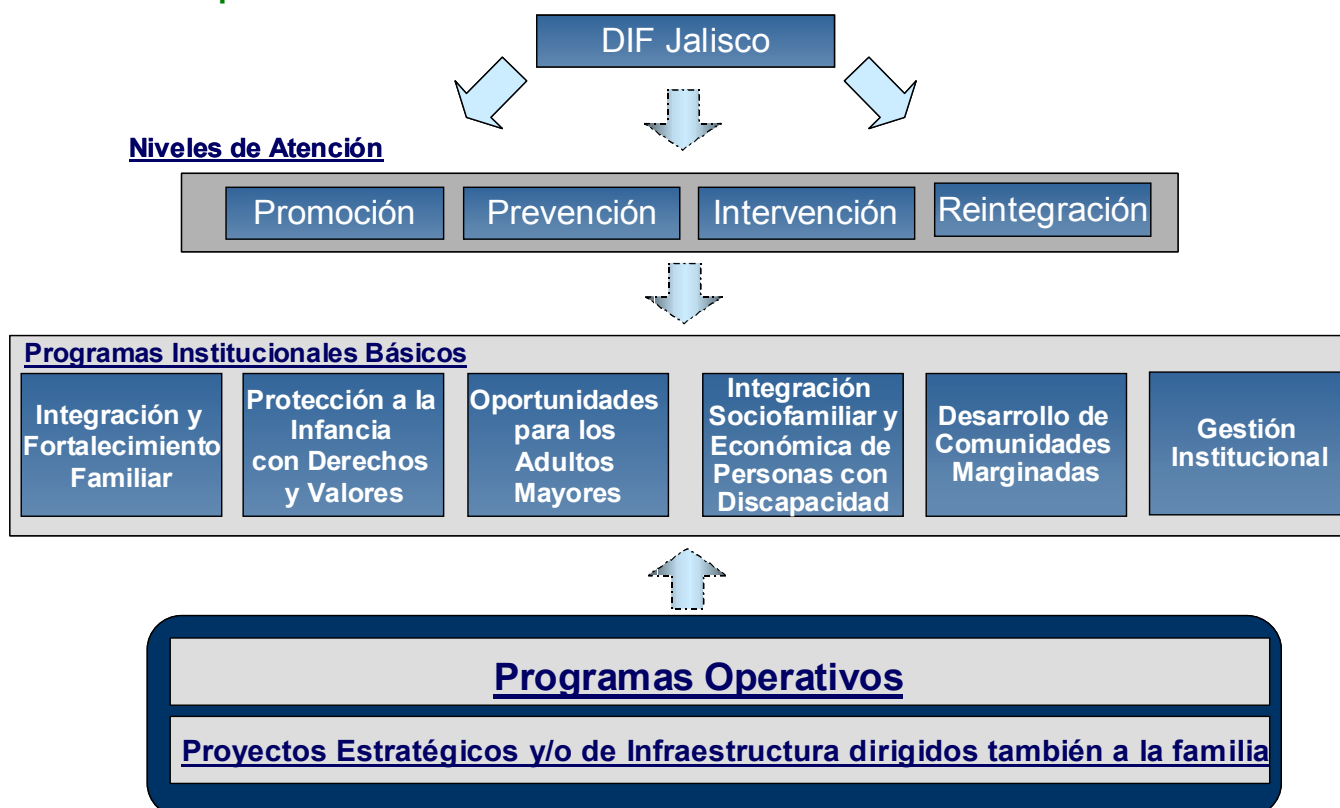 DIF Jalisco
Niveles de Atención
Promoción
Prevención
Intervención
Reintegración
Programas Institucionales Básicos
Integración y
Fortalecimiento
Familiar
Protección a la
Infancia
con Derechos
y Valores
Oportunidades
para los
Adultos
Mayores
Integración
Sociofamiliar y
Económica de
Personas con
Discapacidad
Desarrollo de
Comunidades
Marginadas
Gestión
Institucional
Programas Operativos
Proyectos Estratégicos y/o de Infraestructura dirigidos también a la familia